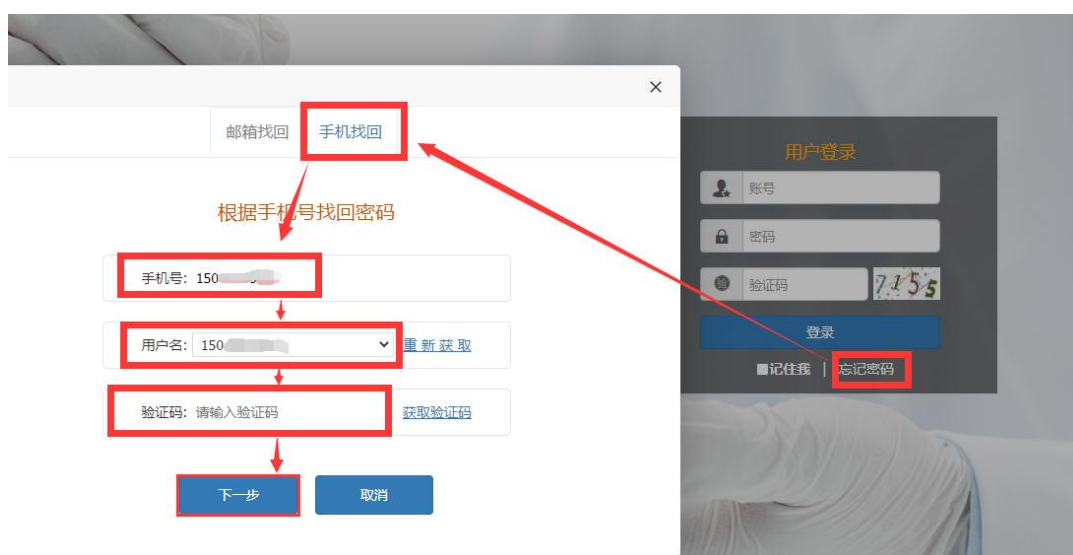 ×
邮箱找回 手机找回
根据手机号找回密码
手机号: 150
用户名: 150 重新获取
验证码: 请输入验证码 获取验证码
下一步 取消
用户登录
账号
密码
验
验证码 7155
登录
记住我 | 忘记密码